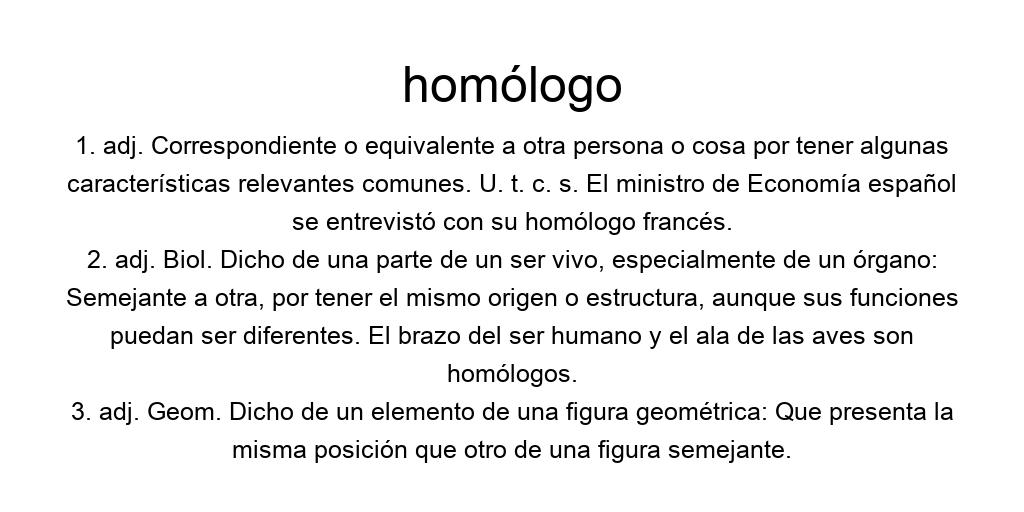 homólogo
1. adj. Correspondiente o equivalente a otra persona o cosa por tener algunas
características relevantes comunes. U. t. c. s. El ministro de Economía español
se entrevistó con su homólogo francés.
2. adj. Biol. Dicho de una parte de un ser vivo, especialmente de un órgano:
Semejante a otra, por tener el mismo origen o estructura, aunque sus funciones
puedan ser diferentes. El brazo del ser humano y el ala de las aves son
homólogos.
3. adj. Geom. Dicho de un elemento de una figura geométrica: Que presenta la
misma posición que otro de una figura semejante.